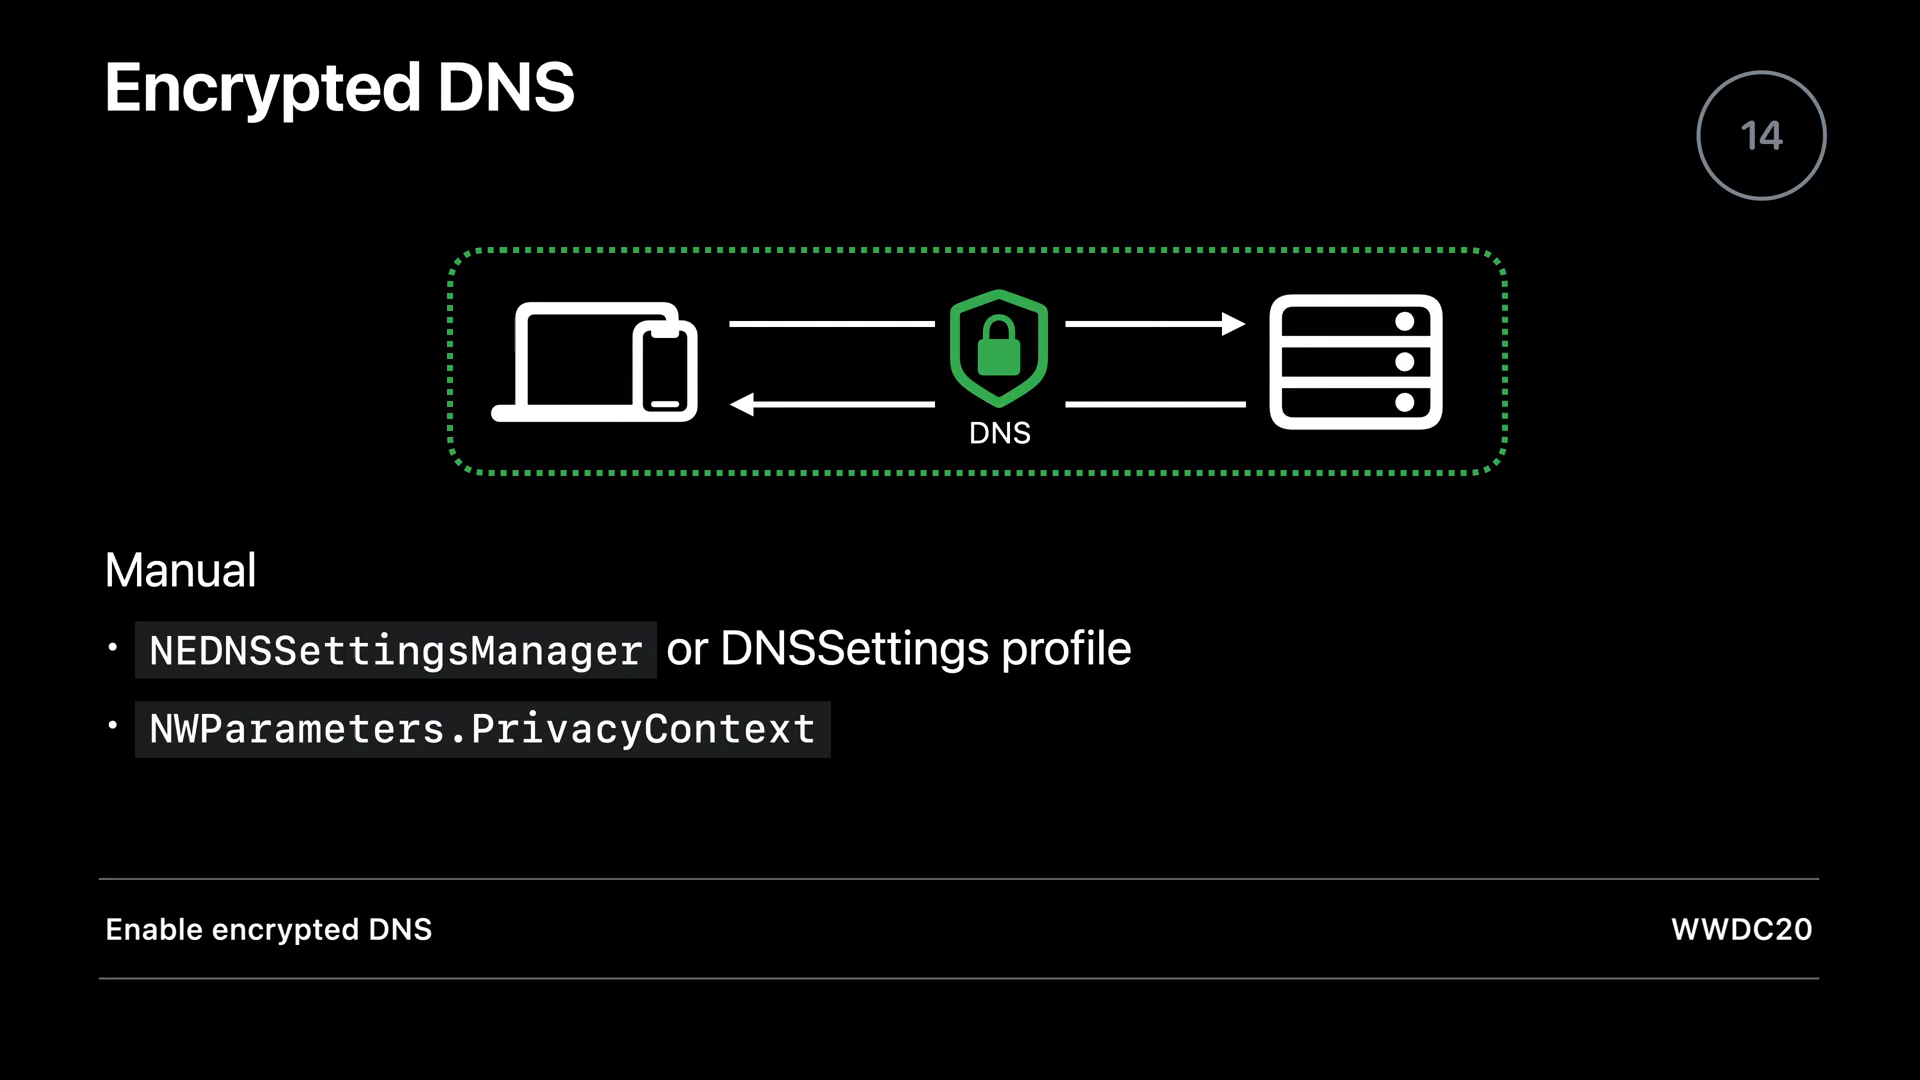 Encrypted DNS
14
DNS
Manual
• NEDNSSettingsManager or DNSSettings profile
• NWParameters.PrivacyContext
Enable encrypted DNS WWDC20